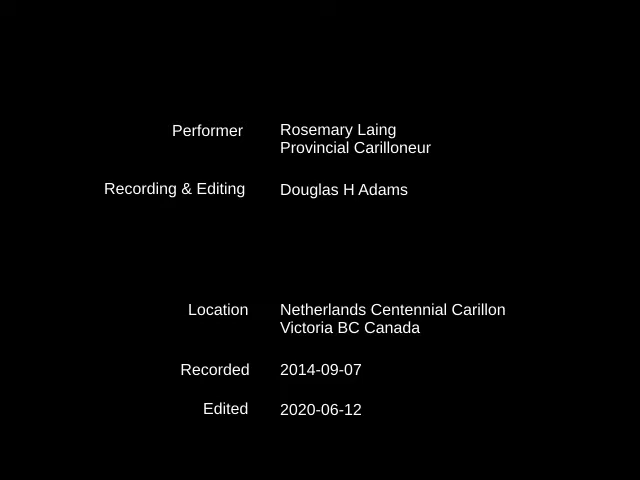 Performer Rosemary Laing
Provincial Carilloneur
Recording & Editing Douglas H Adams
Location Netherlands Centennial Carillon
Victoria BC Canada
Recorded 2014-09-07
Edited 2020-06-12